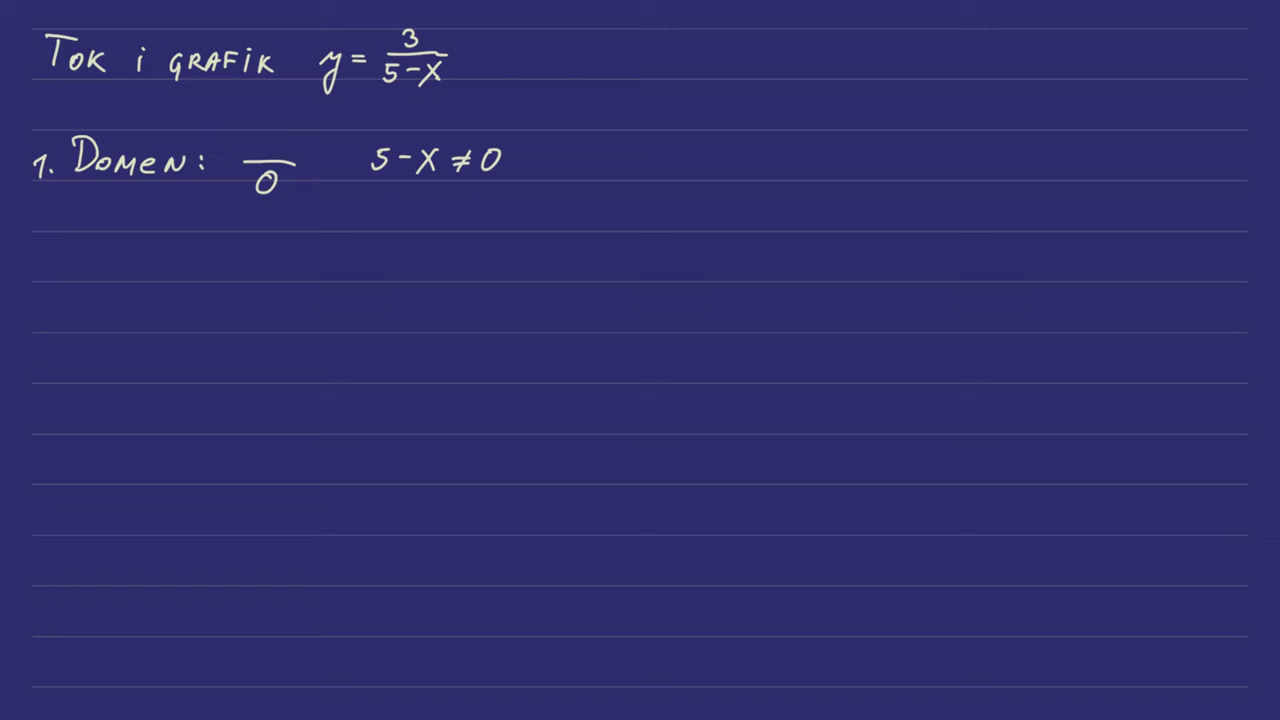 Tok i grafik y = 3/(5-x)
1. Domen: —/0 5-x ≠ 0